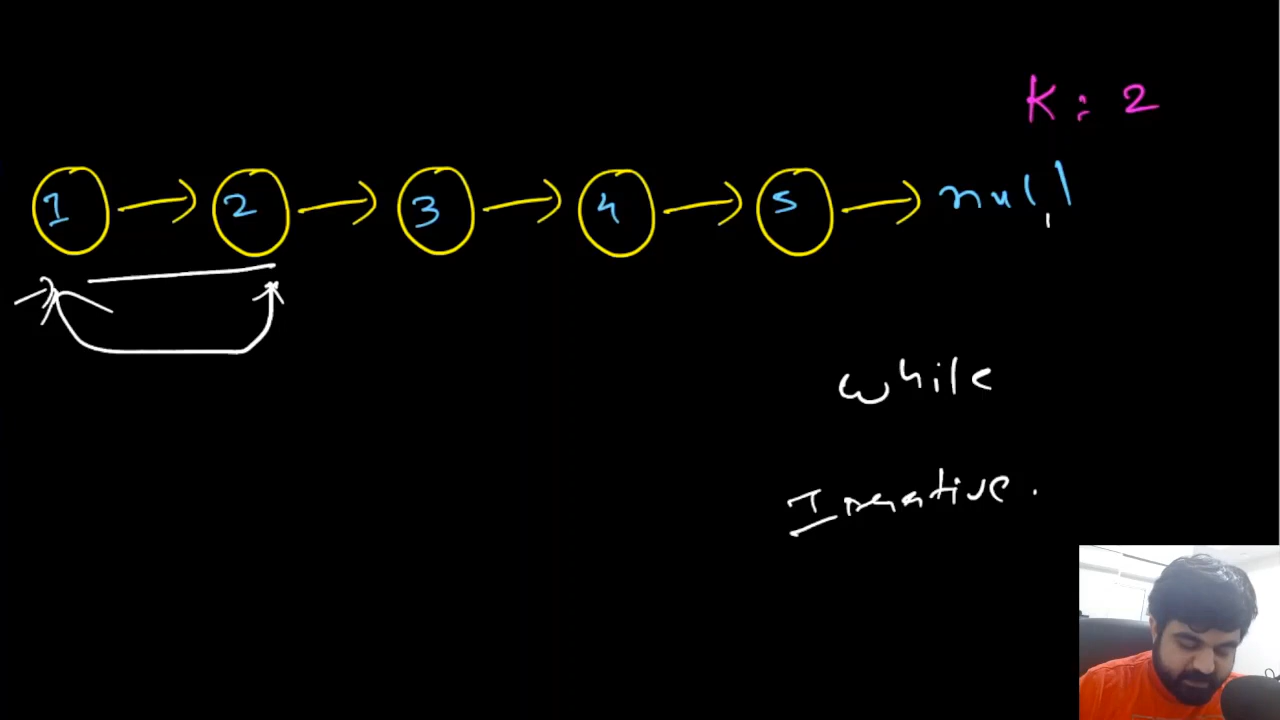 K: 2
1 → 2 → 3 → 4 → 5 → null
while
Iterative.